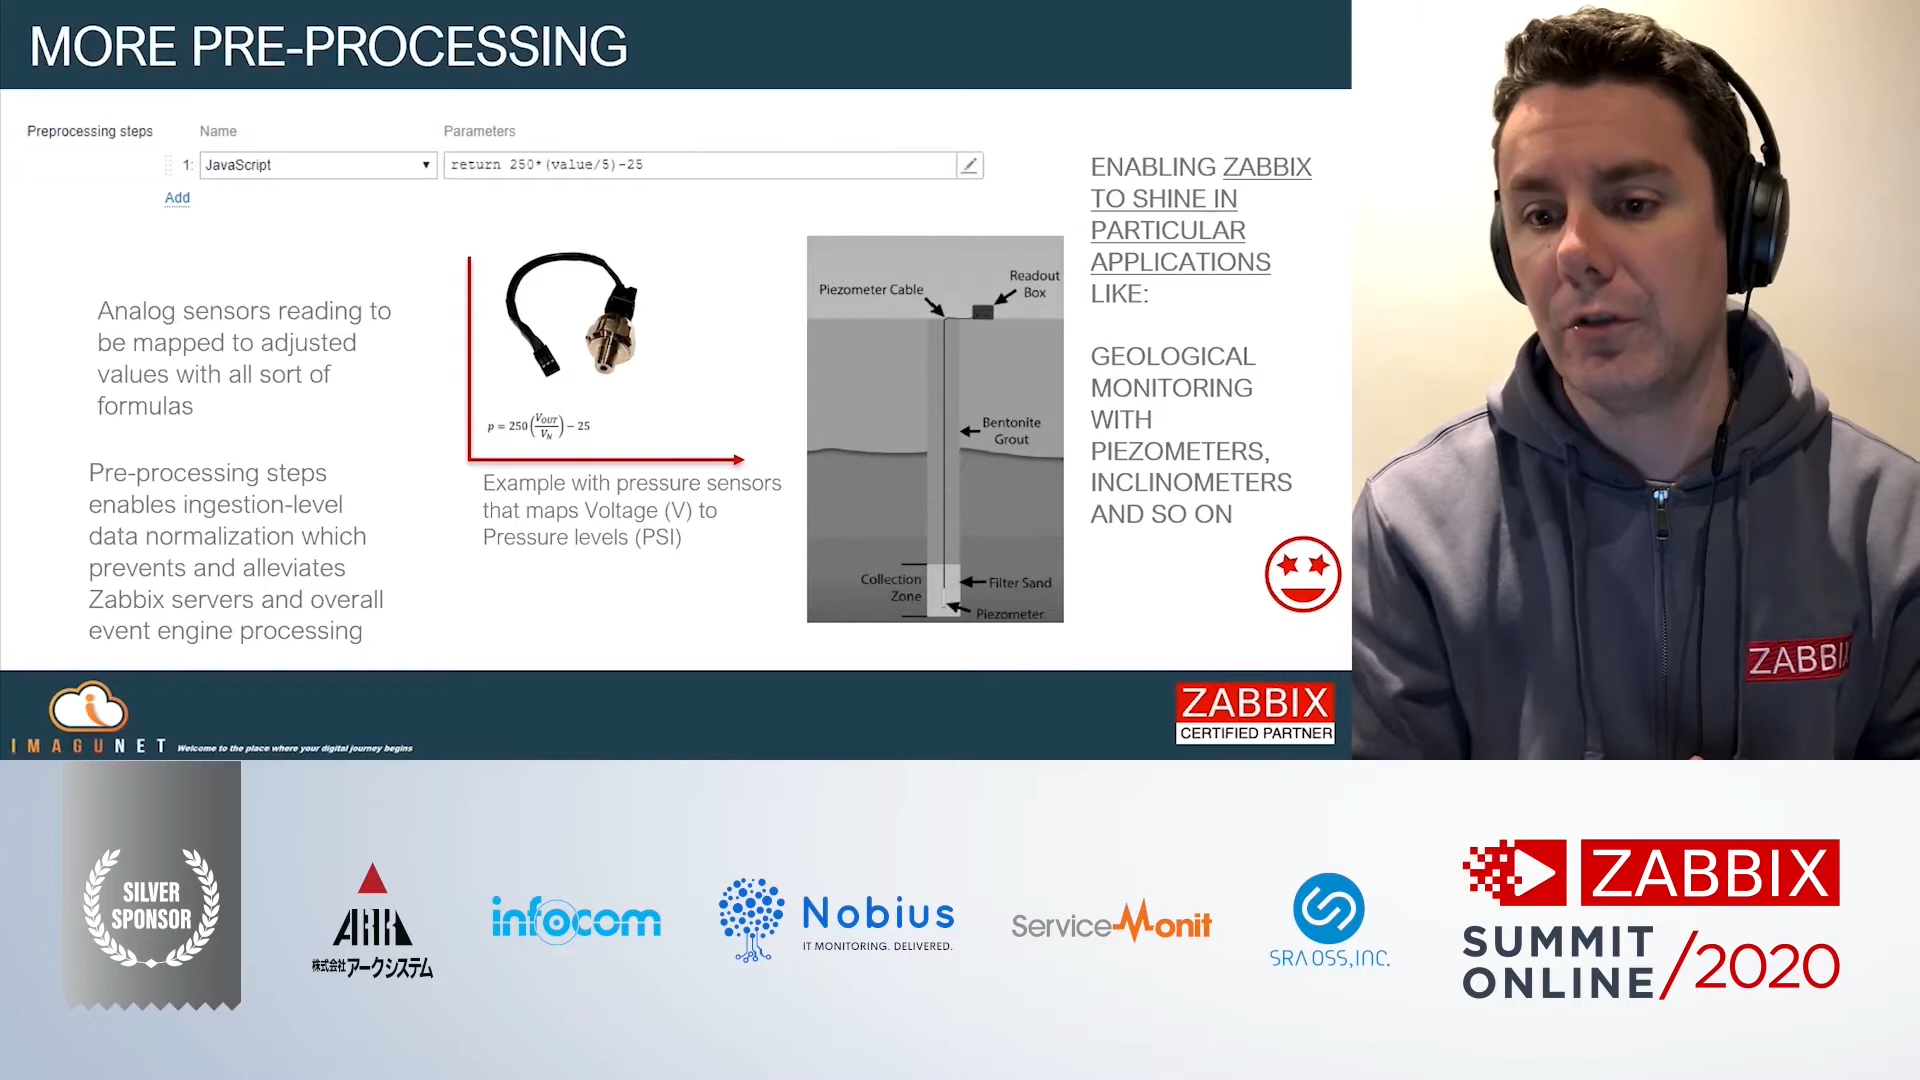 MORE PRE-PROCESSING
Preprocessing steps
Name
Parameters
1:
JavaScript
return 250*(value/5)-25
Add
Analog sensors reading to
be mapped to adjusted
values with all sort of
formulas
Pre-processing steps
enables ingestion-level
data normalization which
prevents and alleviates
Zabbix servers and overall
event engine processing
p = 250(V_OUT/V_N) − 25
Example with pressure sensors
that maps Voltage (V) to
Pressure levels (PSI)
Piezometer Cable
Readout
Box
Bentonite
Grout
Collection
Zone
Filter Sand
Piezometer
ENABLING ZABBIX
TO SHINE IN
PARTICULAR
APPLICATIONS
LIKE:
GEOLOGICAL
MONITORING
WITH
PIEZOMETERS,
INCLINOMETERS
AND SO ON
ZABBIX
IMAGUNET
Welcome to the place where your digital journey begins
ZABBIX
CERTIFIED PARTNER
SILVER
SPONSOR
ARK
株式会社アークシステム
infocom
Nobius
IT MONITORING. DELIVERED.
ServiceMonit
SRA OSS, INC.
ZABBIX
SUMMIT
ONLINE/2020